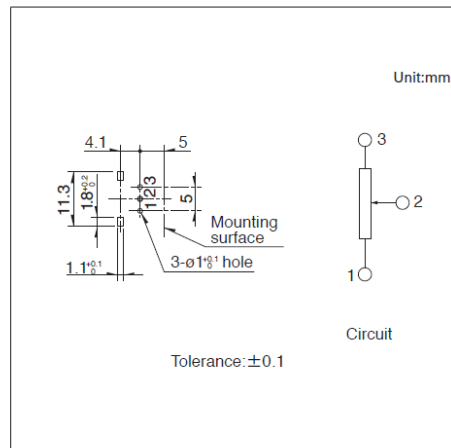 Unit:mm
4.1
5
3
11.3
1.8+0.2 0
1 2 3
5
2
Mounting
surface
1.1+0.1 0
3-ø1+0.1 0 hole
1
Circuit
Tolerance:±0.1